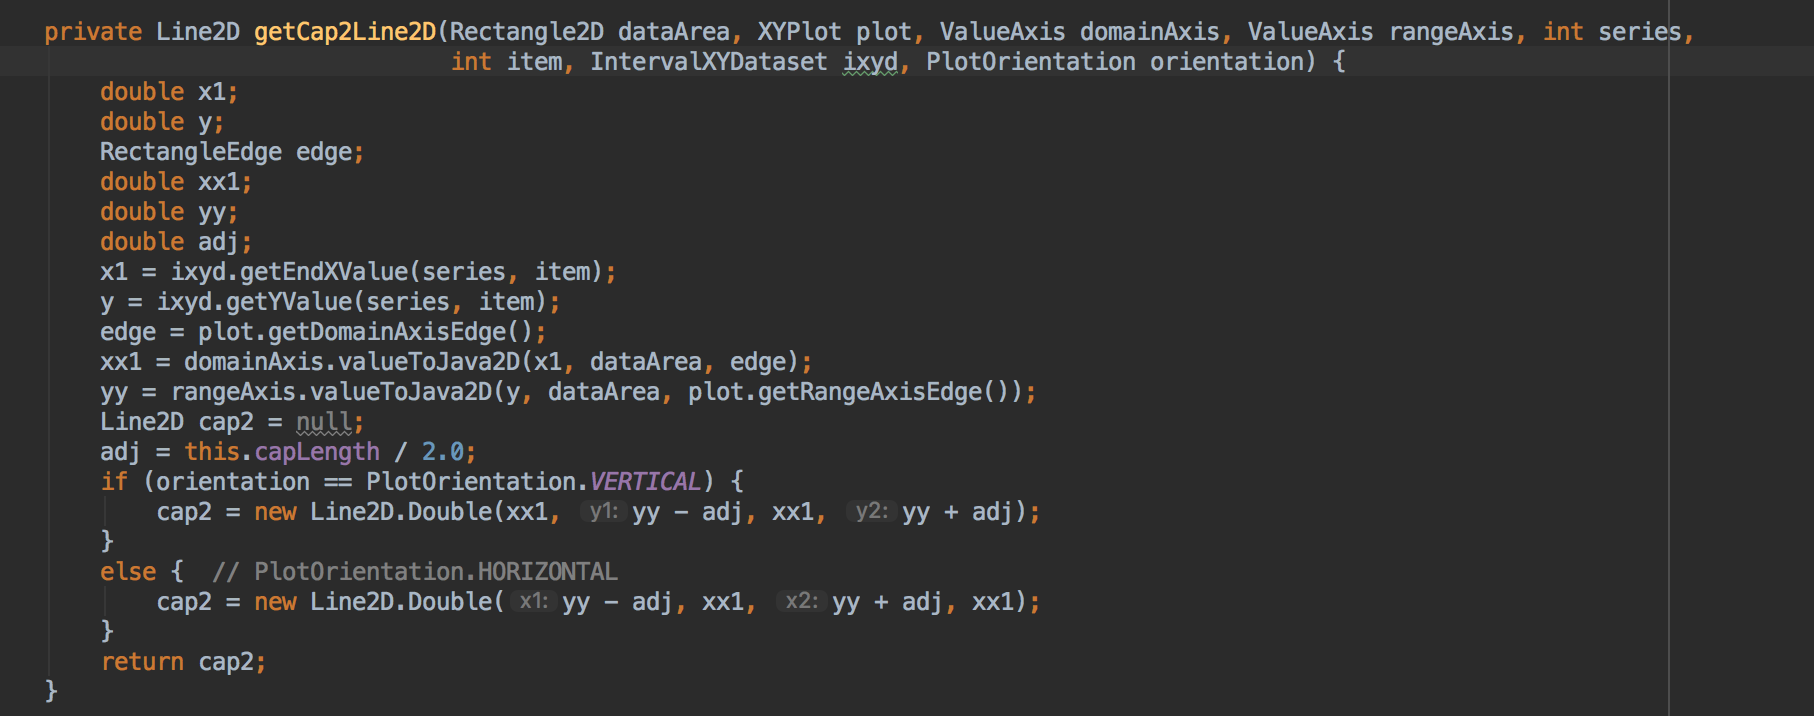 private Line2D getCap2Line2D(Rectangle2D dataArea, XYPlot plot, ValueAxis domainAxis, ValueAxis rangeAxis, int series,
int item, IntervalXYDataset ixyd, PlotOrientation orientation) {
double x1;
double y;
RectangleEdge edge;
double xx1;
double yy;
double adj;
x1 = ixyd.getEndXValue(series, item);
y = ixyd.getYValue(series, item);
edge = plot.getDomainAxisEdge();
xx1 = domainAxis.valueToJava2D(x1, dataArea, edge);
yy = rangeAxis.valueToJava2D(y, dataArea, plot.getRangeAxisEdge());
Line2D cap2 = null;
adj = this.capLength / 2.0;
if (orientation == PlotOrientation.VERTICAL) {
cap2 = new Line2D.Double(xx1, y1: yy - adj, xx1, y2: yy + adj);
}
else {  // PlotOrientation.HORIZONTAL
cap2 = new Line2D.Double( x1: yy - adj, xx1, x2: yy + adj, xx1);
}
return cap2;
}